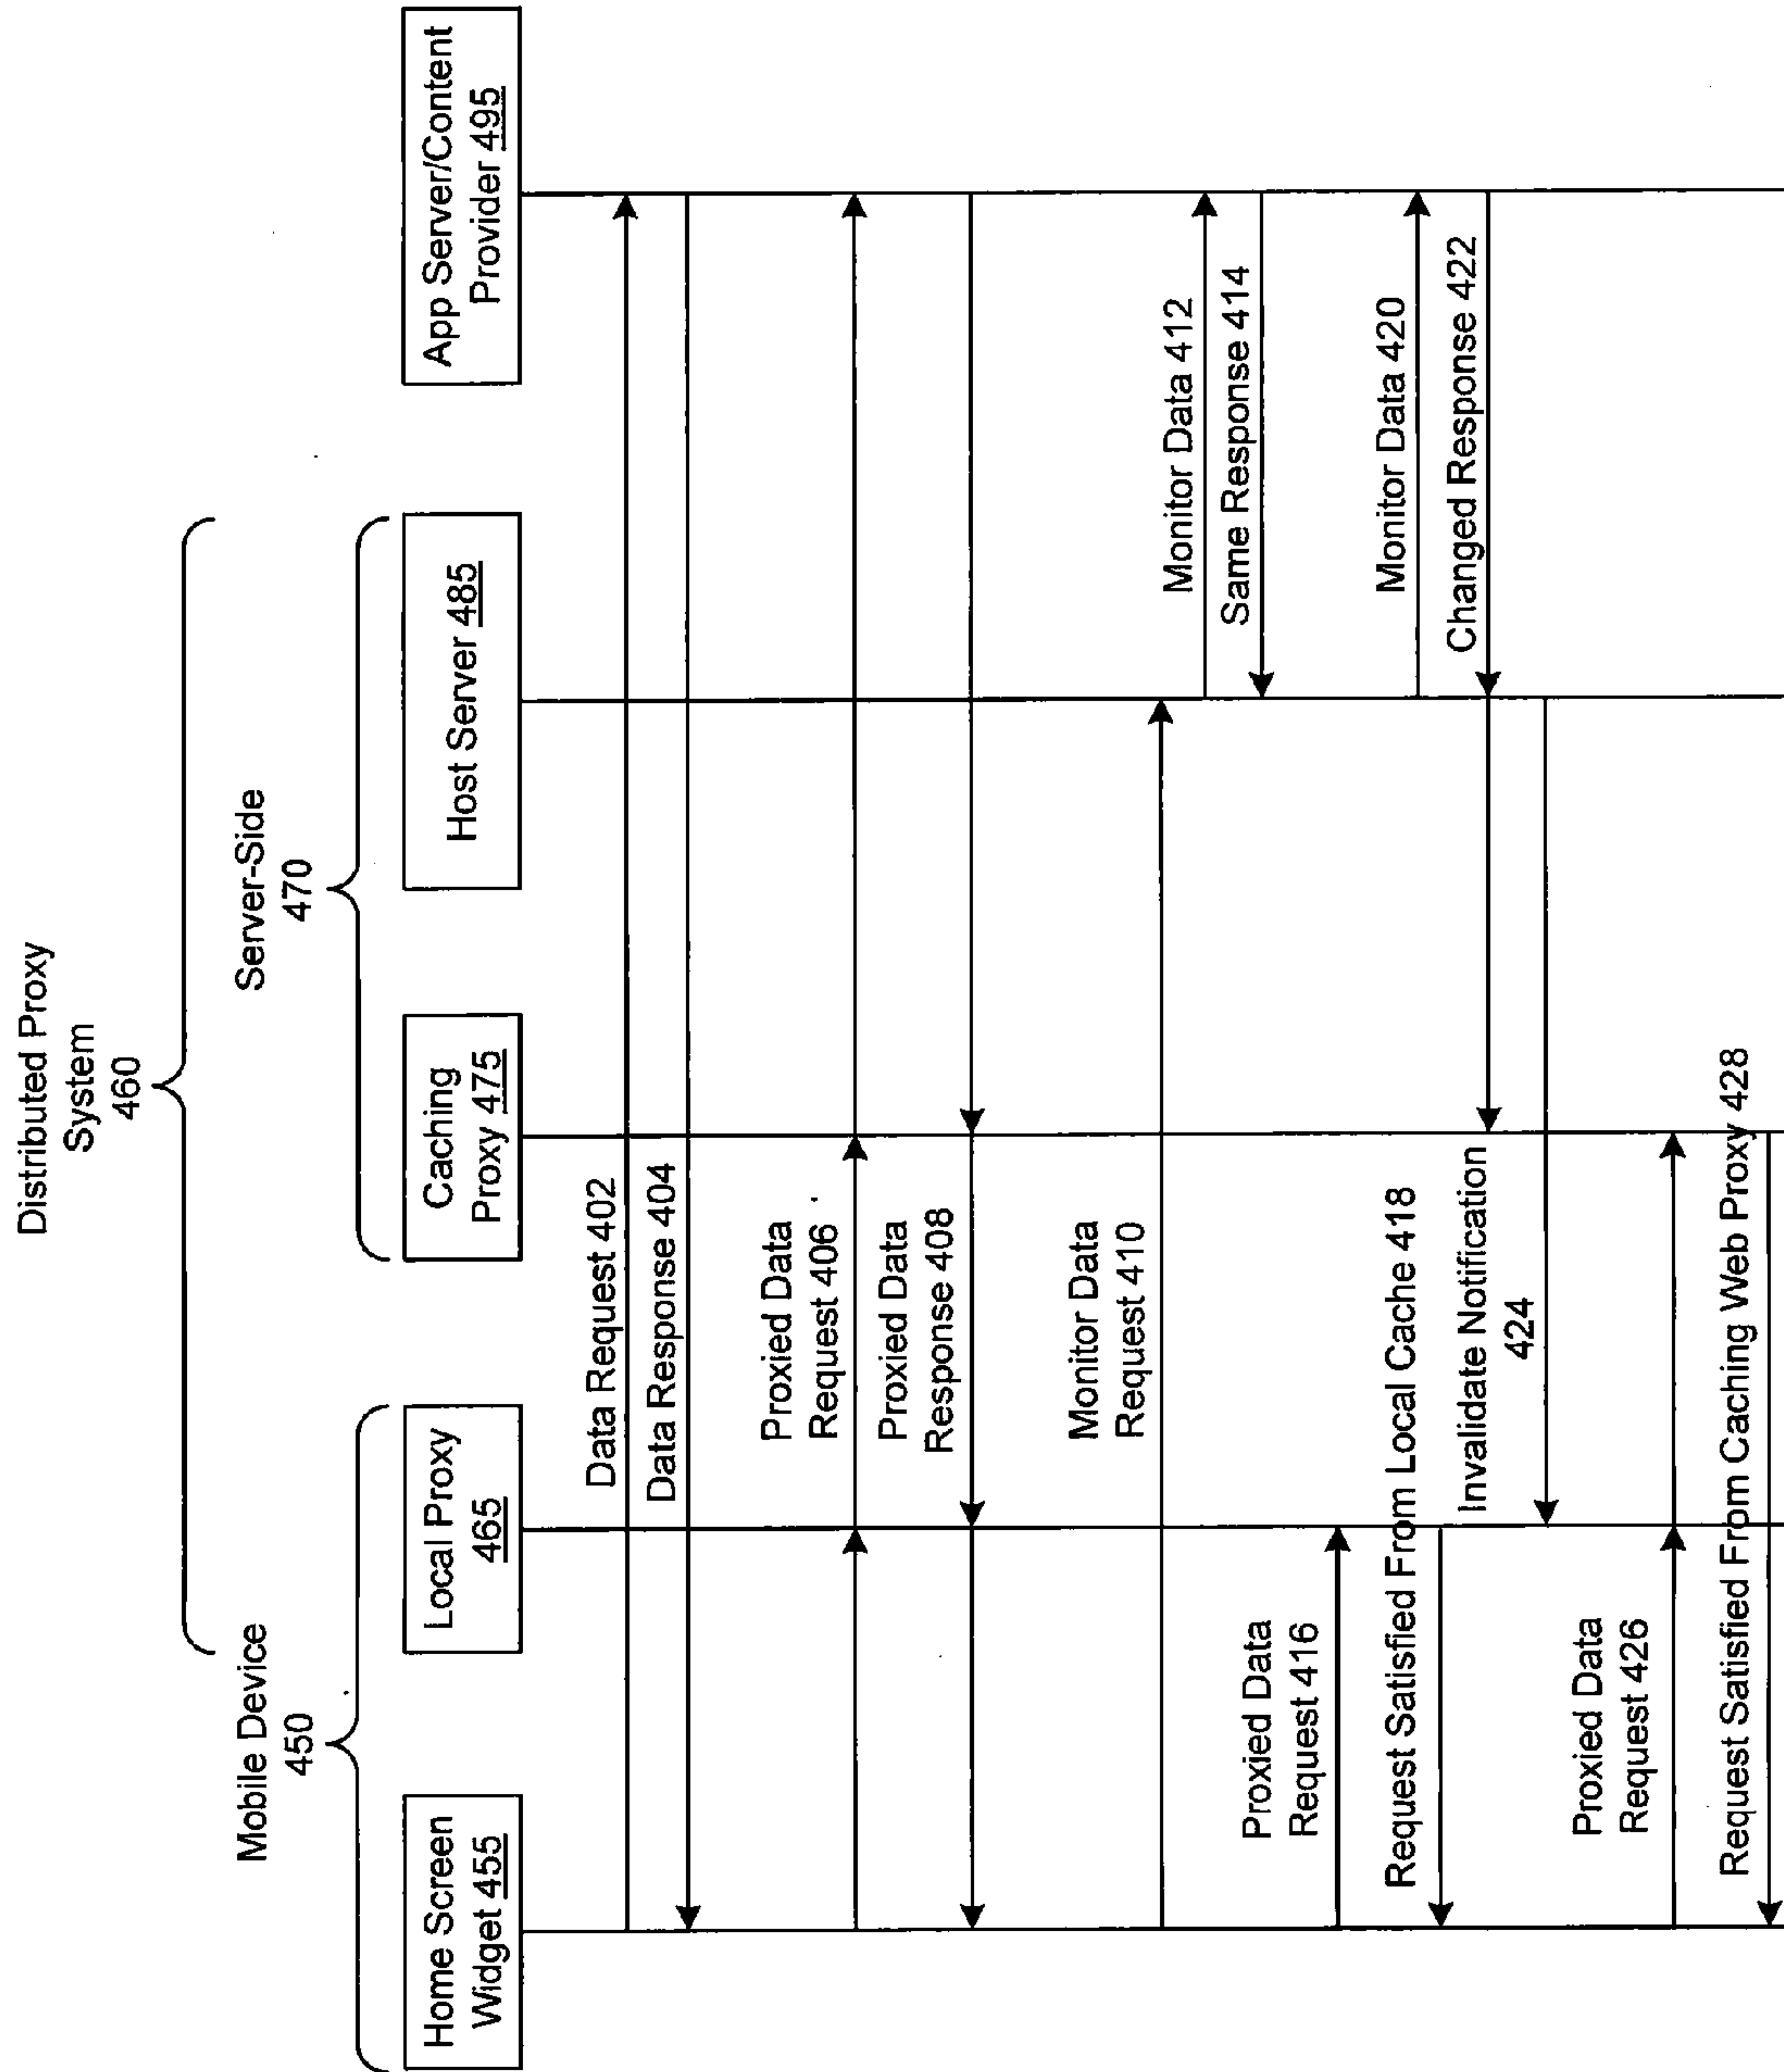 Distributed Proxy
System
460
Mobile Device
450
Server-Side
470
Home Screen
Widget 455
Local Proxy
465
Caching
Proxy 475
Host Server 485
App Server/Content
Provider 495
Data Request 402
Data Response 404
Proxied Data
Request 406
Proxied Data
Response 408
Monitor Data
Request 410
Monitor Data 412
Same Response 414
Proxied Data
Request 416
Request Satisfied From Local Cache 418
Monitor Data 420
Changed Response 422
Invalidate Notification
424
Proxied Data
Request 426
Request Satisfied From Caching Web Proxy 428